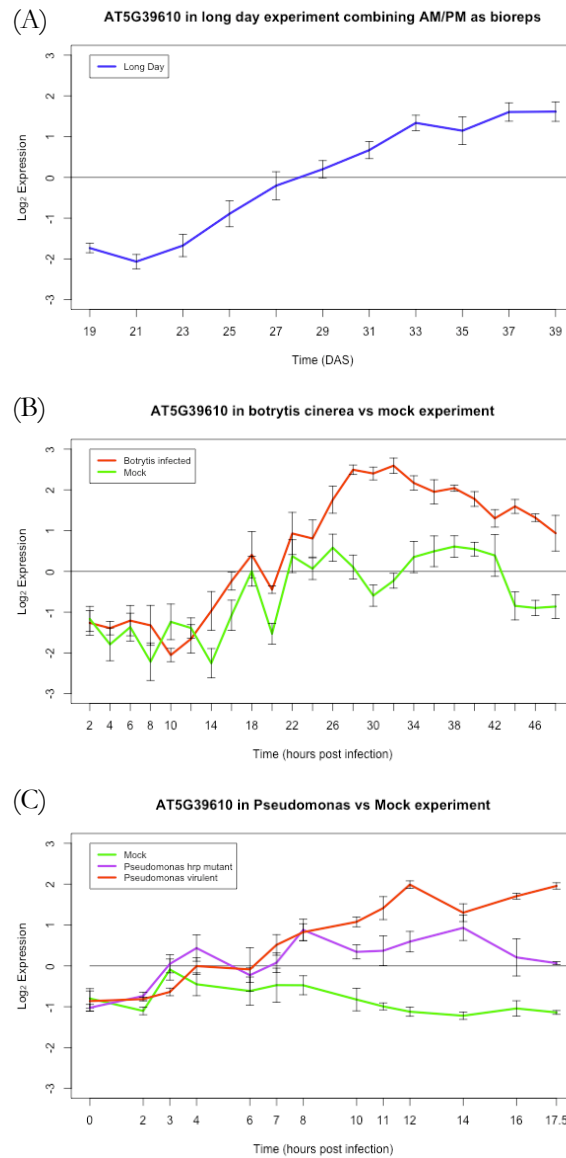 (A)
AT5G39610 in long day experiment combining AM/PM as bioreps
Long Day
Log2 Expression
3
2
1
0
-1
-2
-3
19 21 23 25 27 29 31 33 35 37 39
Time (DAS)
(B)
AT5G39610 in botrytis cinerea vs mock experiment
Botrytis infected
Mock
Log2 Expression
3
2
1
0
-1
-2
-3
2 4 6 8 10 14 18 22 26 30 34 38 42 46
Time (hours post infection)
(C)
AT5G39610 in Pseudomonas vs Mock experiment
Mock
Pseudomonas hrp mutant
Pseudomonas virulent
Log2 Expression
3
2
1
0
-1
-2
-3
0 2 3 4 6 7 8 10 11 12 14 16 17.5
Time (hours post infection)